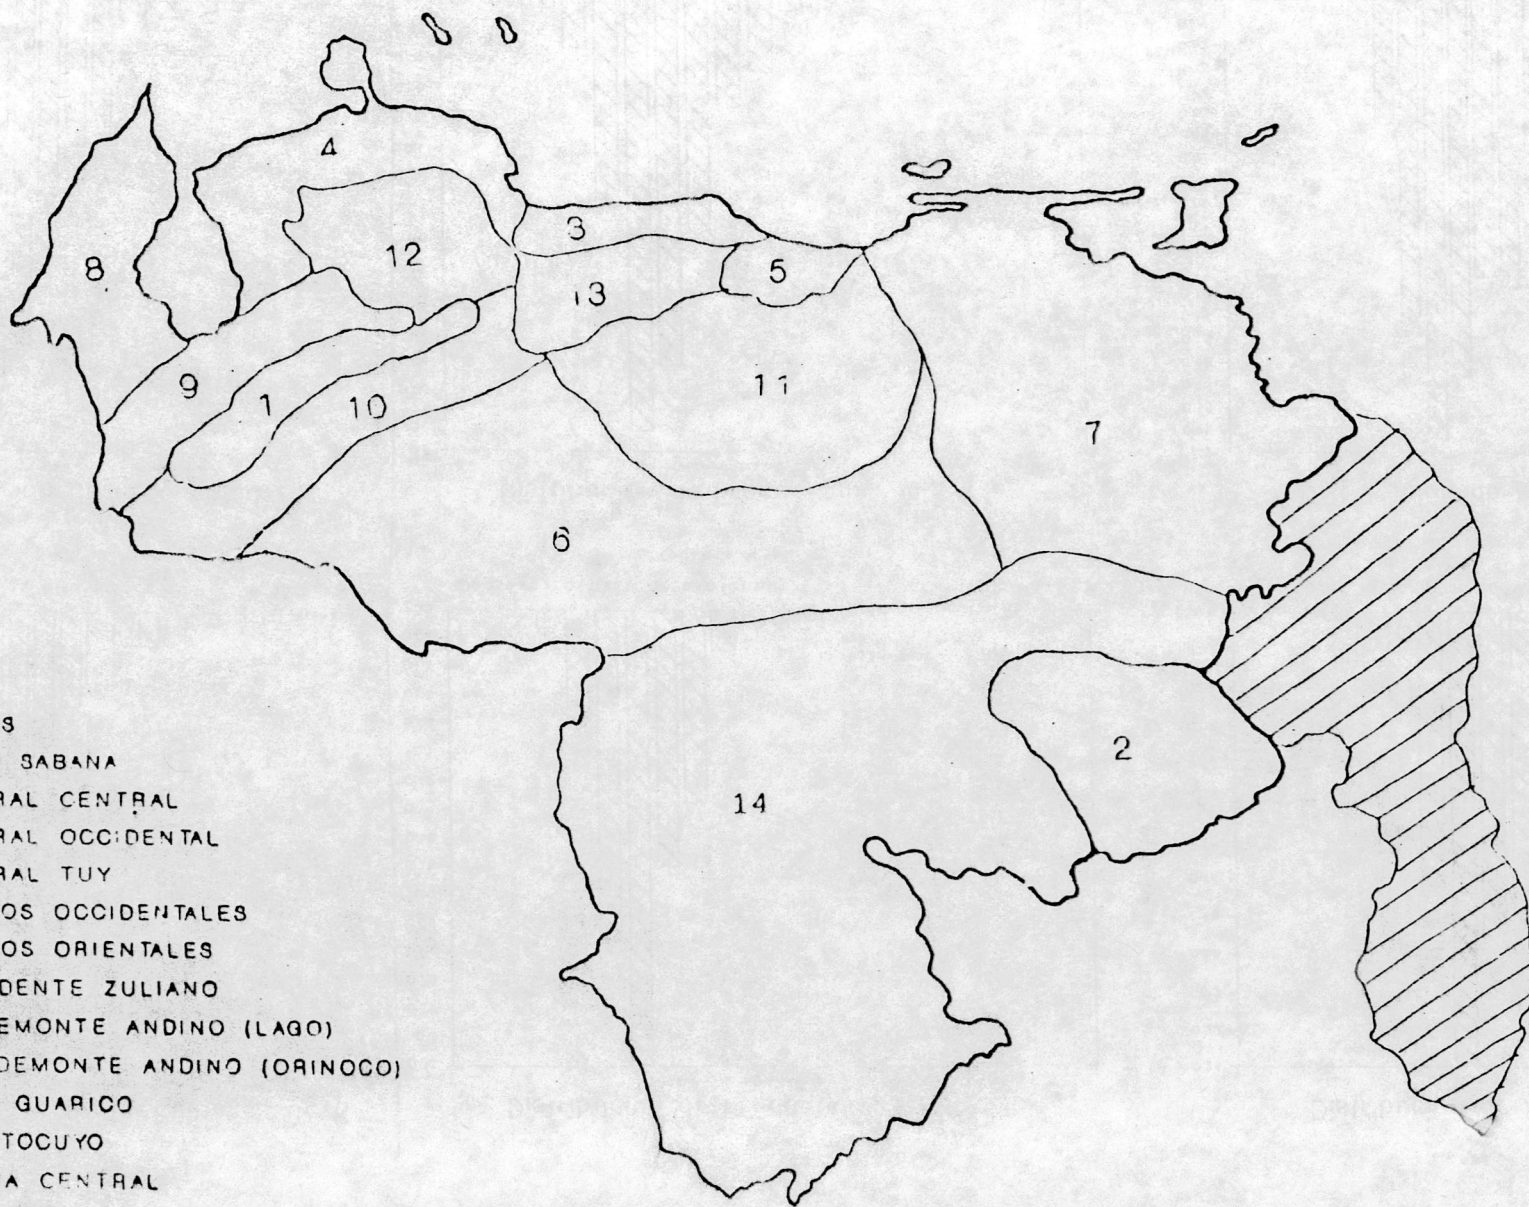 4
3
12
5
8
13
9
1
10
11
7
6
2
14
S
SABANA
RAL CENTRAL
RAL OCCIDENTAL
RAL TUY
OS OCCIDENTALES
OS ORIENTALES
DENTE ZULIANO
EMONTE ANDINO (LAGO)
DEMONTE ANDINO (ORINOCO)
GUARICO
TOCUYO
A CENTRAL